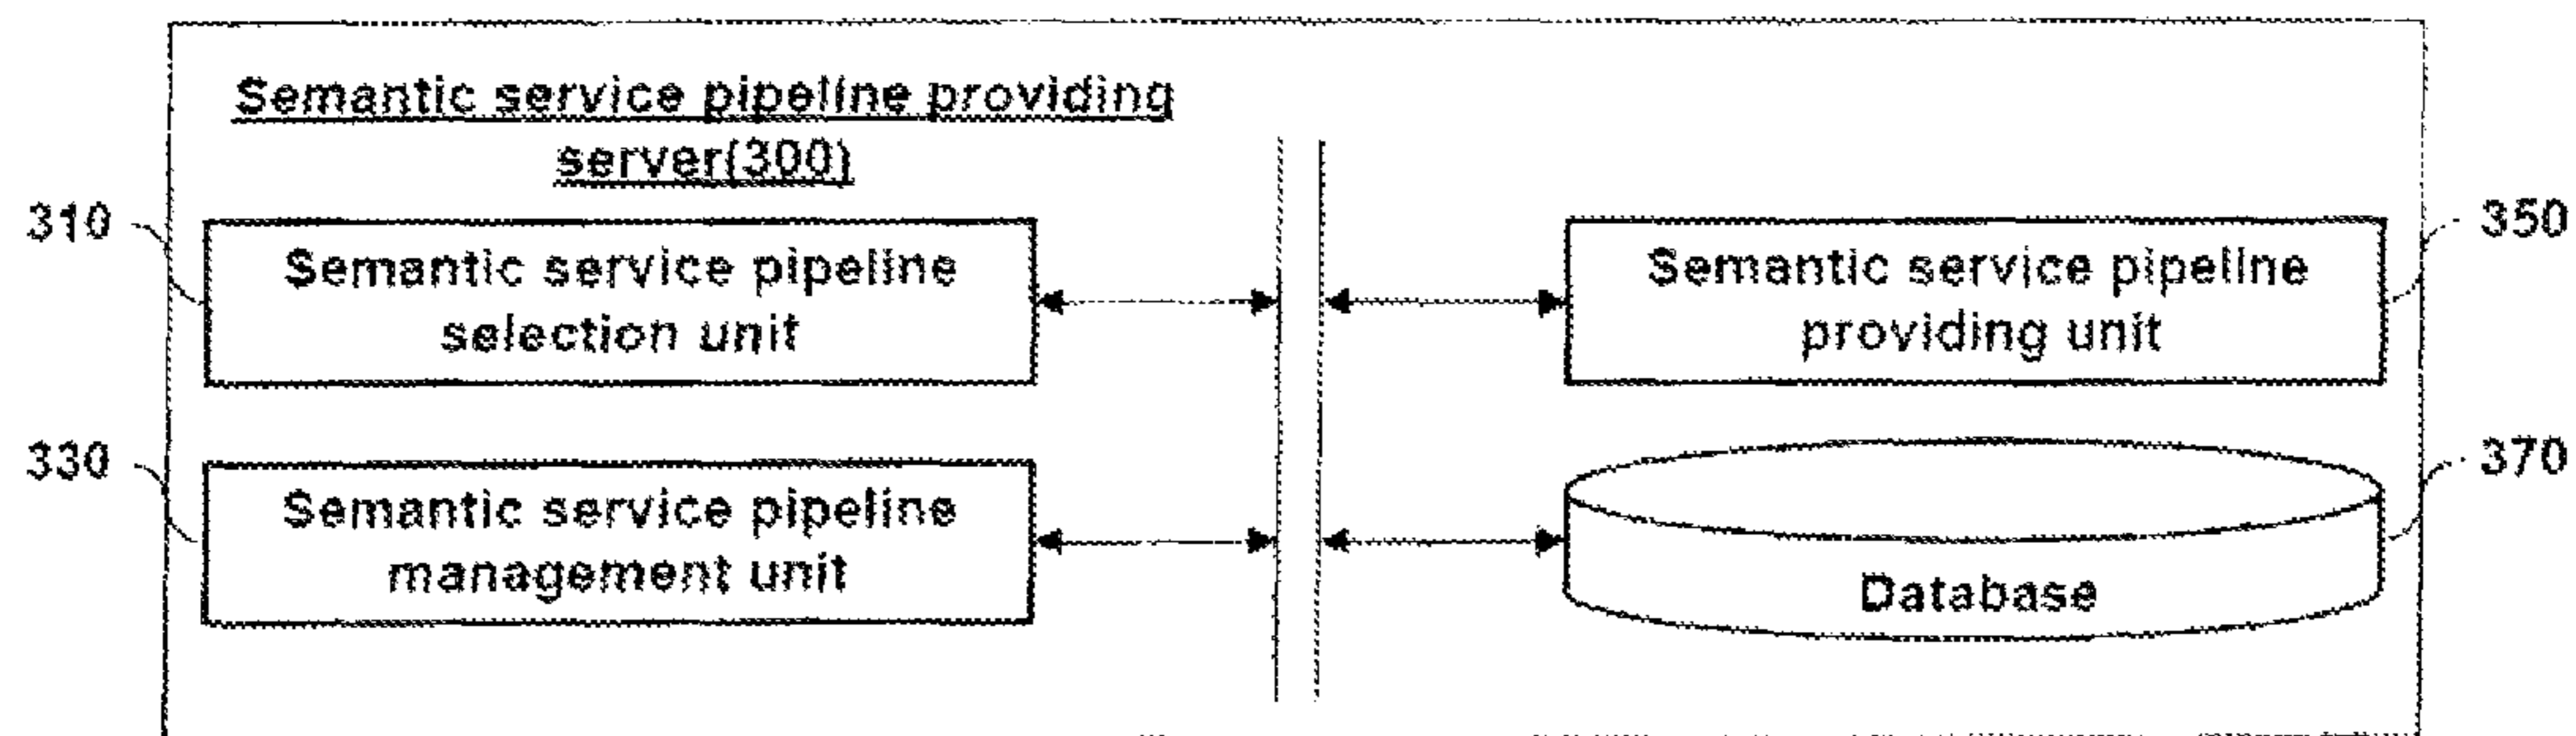 Semantic service pipeline providing
server(300)
310
Semantic service pipeline
selection unit
350
Semantic service pipeline
providing unit
330
Semantic service pipeline
management unit
370
Database